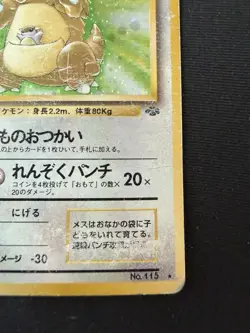 ケモン:身長2.2m、体重80Kg
ものおつかい
の上からカードを1枚ひいて、手札に加える。
れんぞくパンチ 20×
コインを4枚投げて「おもて」の数×
20のダメージ。
にげる
メージ -30
メスはおなかの袋に子
どもをいれて育てる。
No. 115 ●